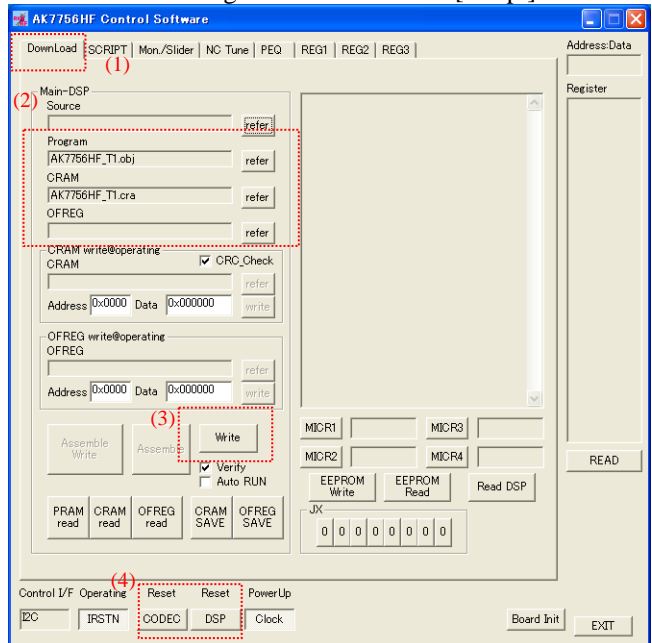 AK7756HF Control Software
DownLoad SCRIPT Mon./Slider NC Tune PEQ REG1 REG2 REG3
(1)
Address:Data
Register
Main-DSP
(2)
Source
refer
Program
AK7756HF_T1.obj refer
CRAM
AK7756HF_T1.cra refer
OFREG
refer
CRAM write@operating
CRAM CRC_Check
refer
Address 0x0000 Data 0x000000 write
OFREG write@operating
OFREG
refer
Address 0x0000 Data 0x000000 write
(3)
Assemble
Write
Assemble
Write
Verify
Auto RUN
PRAM
read
CRAM
read
OFREG
read
CRAM
SAVE
OFREG
SAVE
MICR1 MICR3
MICR2 MICR4
EEPROM
Write
EEPROM
Read
Read DSP
JX
0 0 0 0 0 0 0 0
READ
(4)
Control I/F Operating Reset Reset PowerUp
I2C IRSTN CODEC DSP Clock
Board Init EXIT